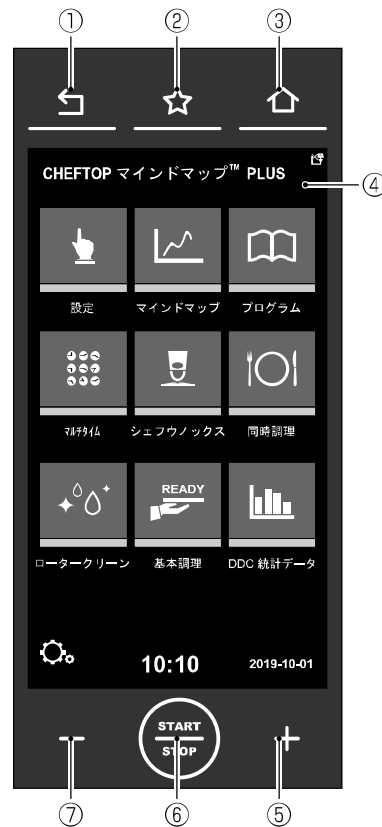 ① ② ③
CHEFTOP マインドマップ™ PLUS
④
設定 マインドマップ プログラム
マルチタイム シェフウノックス 同時調理
READY
ロータークリーン 基本調理 DDC 統計データ
10:10 2019-10-01
START
STOP
⑦ ⑥ ⑤